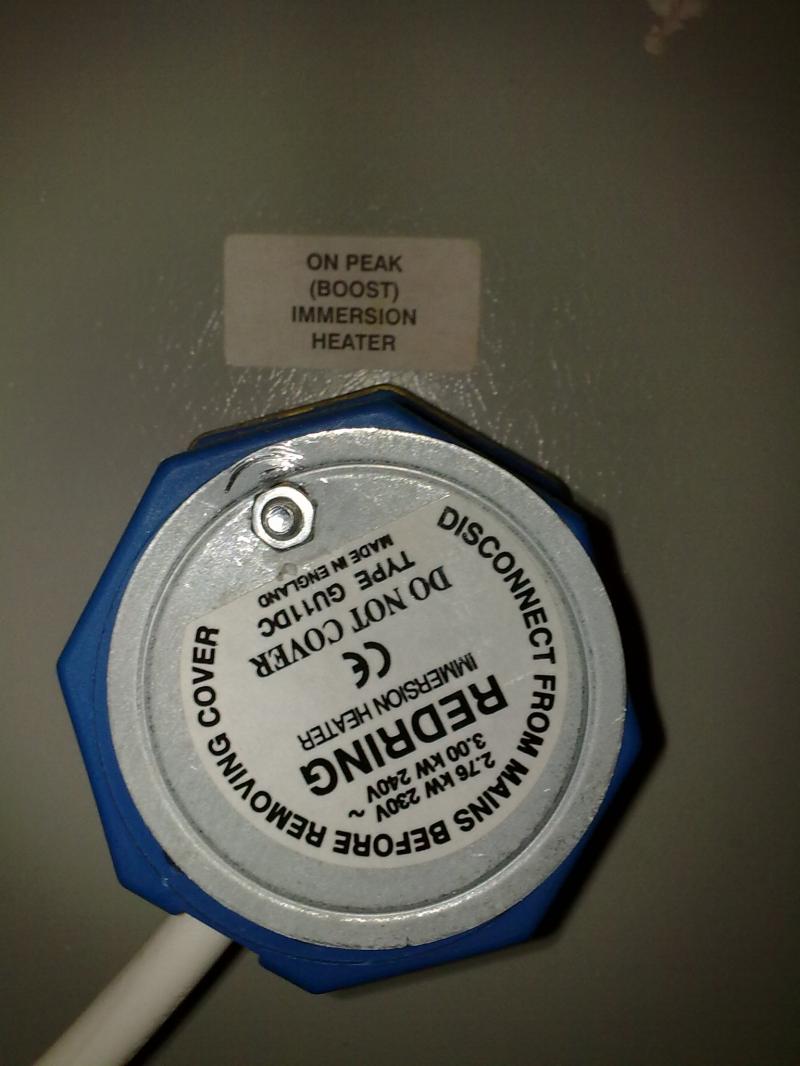 ON PEAK
(BOOST)
IMMERSION
HEATER
DISCONNECT FROM MAINS BEFORE REMOVING COVER
2.76 kW 230V ~
3.00 kW 240V
REDRING
IMMERSION HEATER
CE
DO NOT COVER
TYPE GU11DC
MADE IN ENGLAND